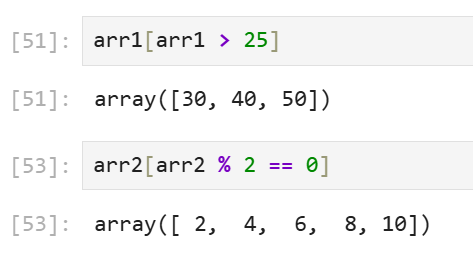 [51]: arr1[arr1 > 25]
[51]: array([30, 40, 50])
[53]: arr2[arr2 % 2 == 0]
[53]: array([ 2,  4,  6,  8, 10])